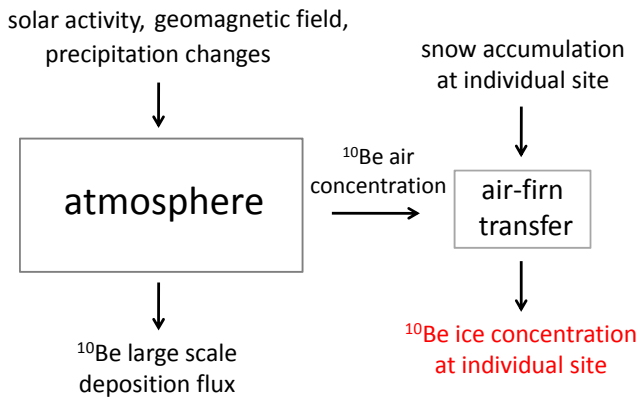 solar activity, geomagnetic field,
precipitation changes
snow accumulation
at individual site
atmosphere
¹⁰Be air
concentration
air-firn
transfer
¹⁰Be large scale
deposition flux
¹⁰Be ice concentration
at individual site